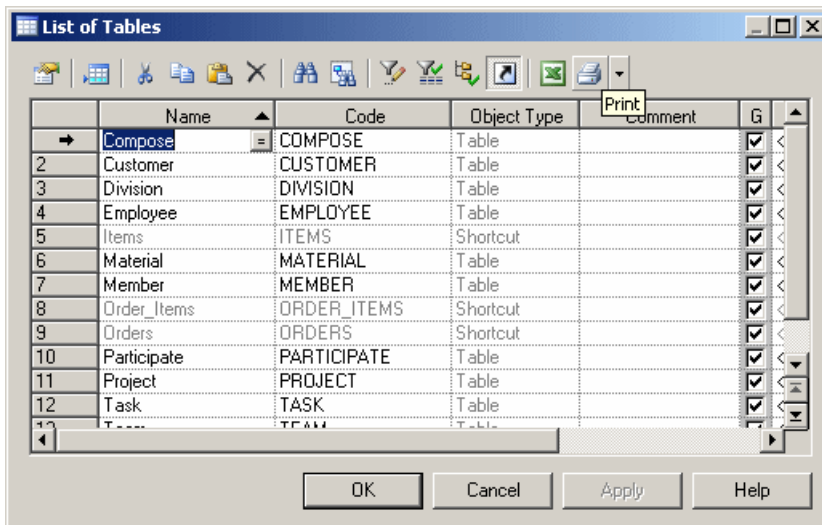 List of Tables
Print
Name Code Object Type Comment G
Compose = COMPOSE Table
2 Customer CUSTOMER Table
3 Division DIVISION Table
4 Employee EMPLOYEE Table
5 Items ITEMS Shortcut
6 Material MATERIAL Table
7 Member MEMBER Table
8 Order_Items ORDER_ITEMS Shortcut
9 Orders ORDERS Shortcut
10 Participate PARTICIPATE Table
11 Project PROJECT Table
12 Task TASK Table
OK Cancel Apply Help